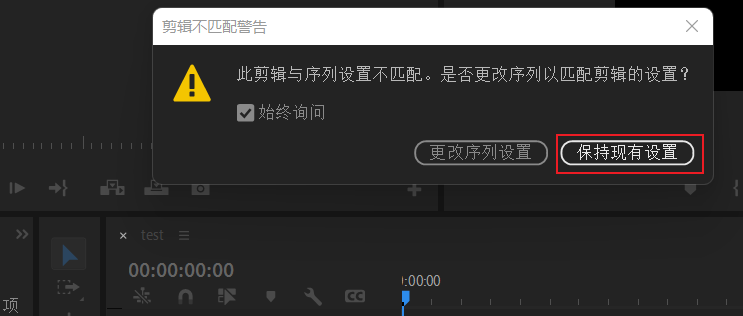 剪辑不匹配警告
此剪辑与序列设置不匹配。是否更改序列以匹配剪辑的设置？
始终询问
更改序列设置
保持现有设置
test
00:00:00:00
:00:00
项